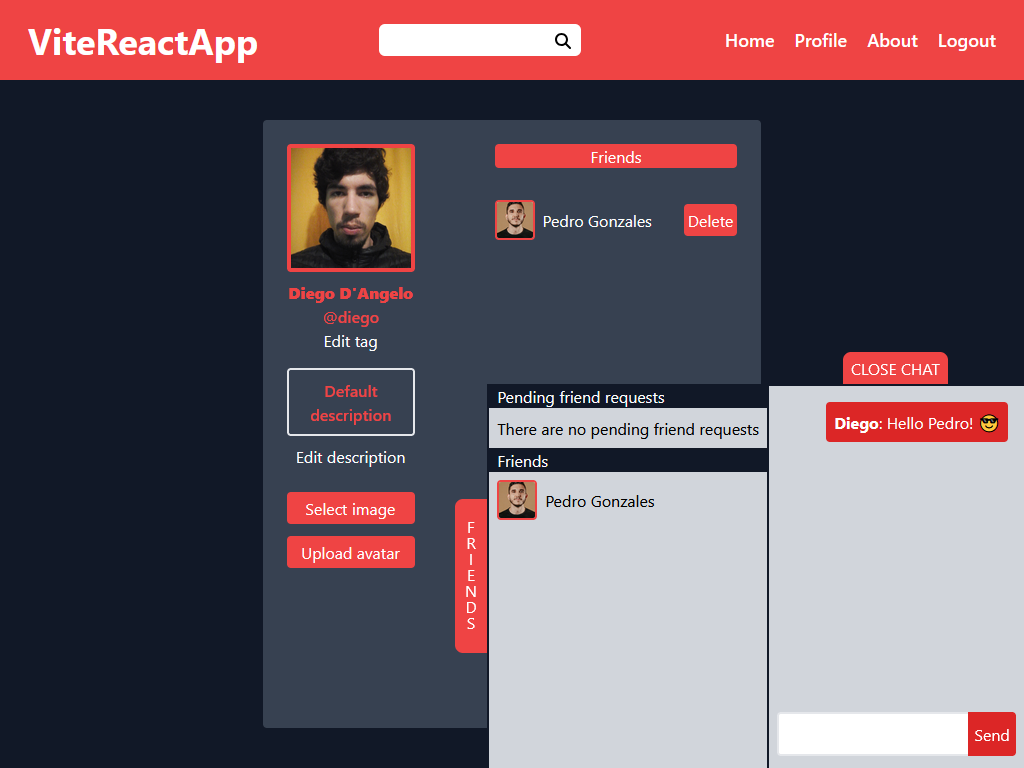 ViteReactApp
Home Profile About Logout
Diego D'Angelo
@diego
Edit tag
Default
description
Edit description
Select image
Upload avatar
Friends
Pedro Gonzales
Delete
FRIENDS
Pending friend requests
There are no pending friend requests
Friends
Pedro Gonzales
CLOSE CHAT
Diego: Hello Pedro! 😎
Send